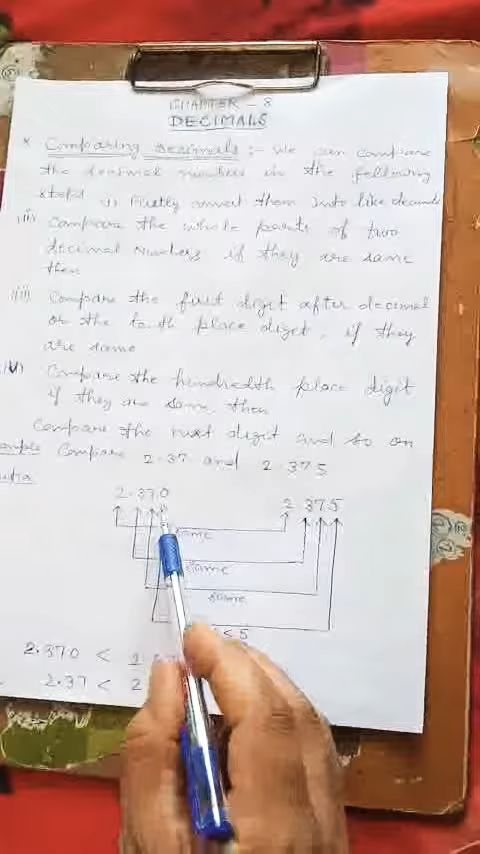 CHAPTER - 8
DECIMALS
* Comparing Decimals :- We can compare
the decimal numbers in the following
steps (i) Firstly convert them into like decimals
(ii) Compare the whole parts of two
decimal Numbers if they are same
then
(iii) Compare the first digit after decimal
or the tenth place digit, if they
are same
(iv) Compare the hundredth place digit
if they are same then
Compare the next digit and so on
Compare 2.37 and 2.375
2.370 2.375
same
same
same
< 5
2.370 <
2.37 < 2